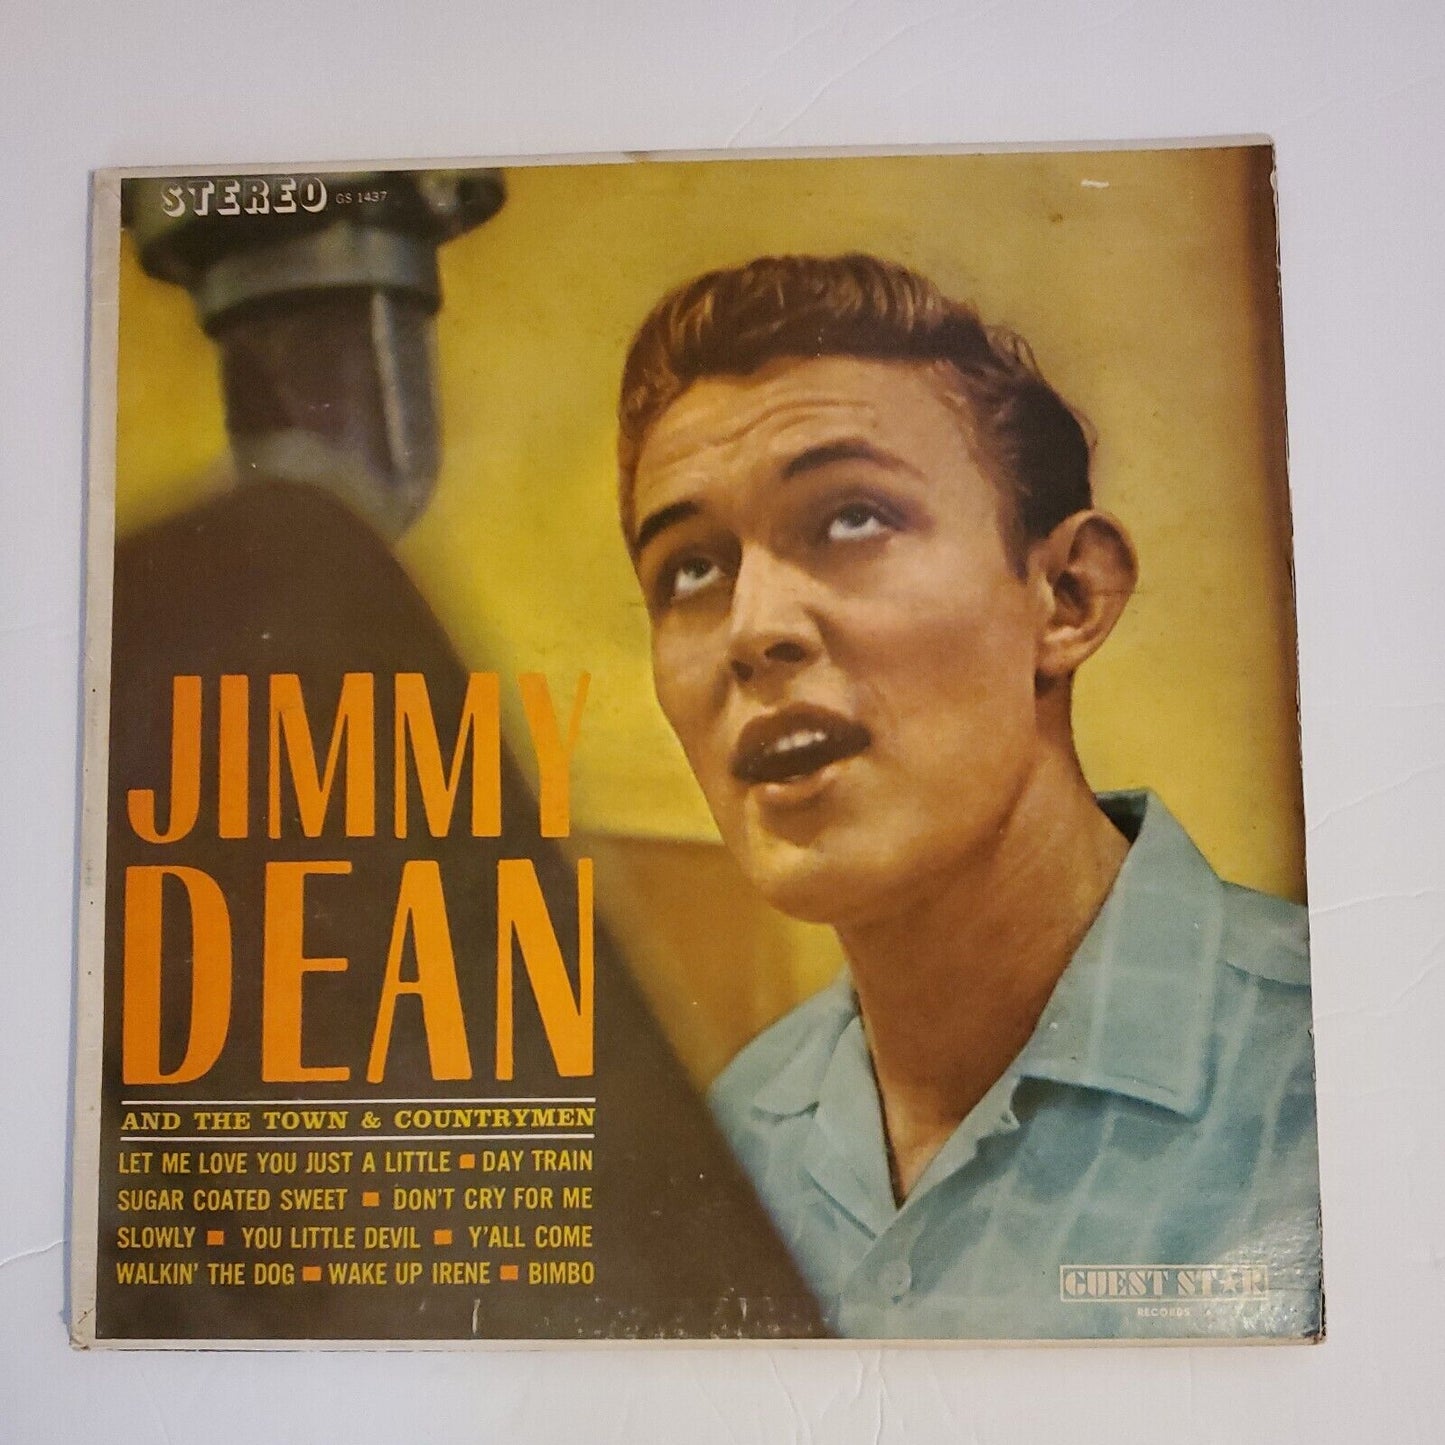 STEREO GS 1437
JIMMY
DEAN
AND THE TOWN & COUNTRYMEN
LET ME LOVE YOU JUST A LITTLE ■ DAY TRAIN
SUGAR COATED SWEET ■ DON'T CRY FOR ME
SLOWLY ■ YOU LITTLE DEVIL ■ Y'ALL COME
WALKIN' THE DOG ■ WAKE UP IRENE ■ BIMBO
GUEST STAR
RECORDS